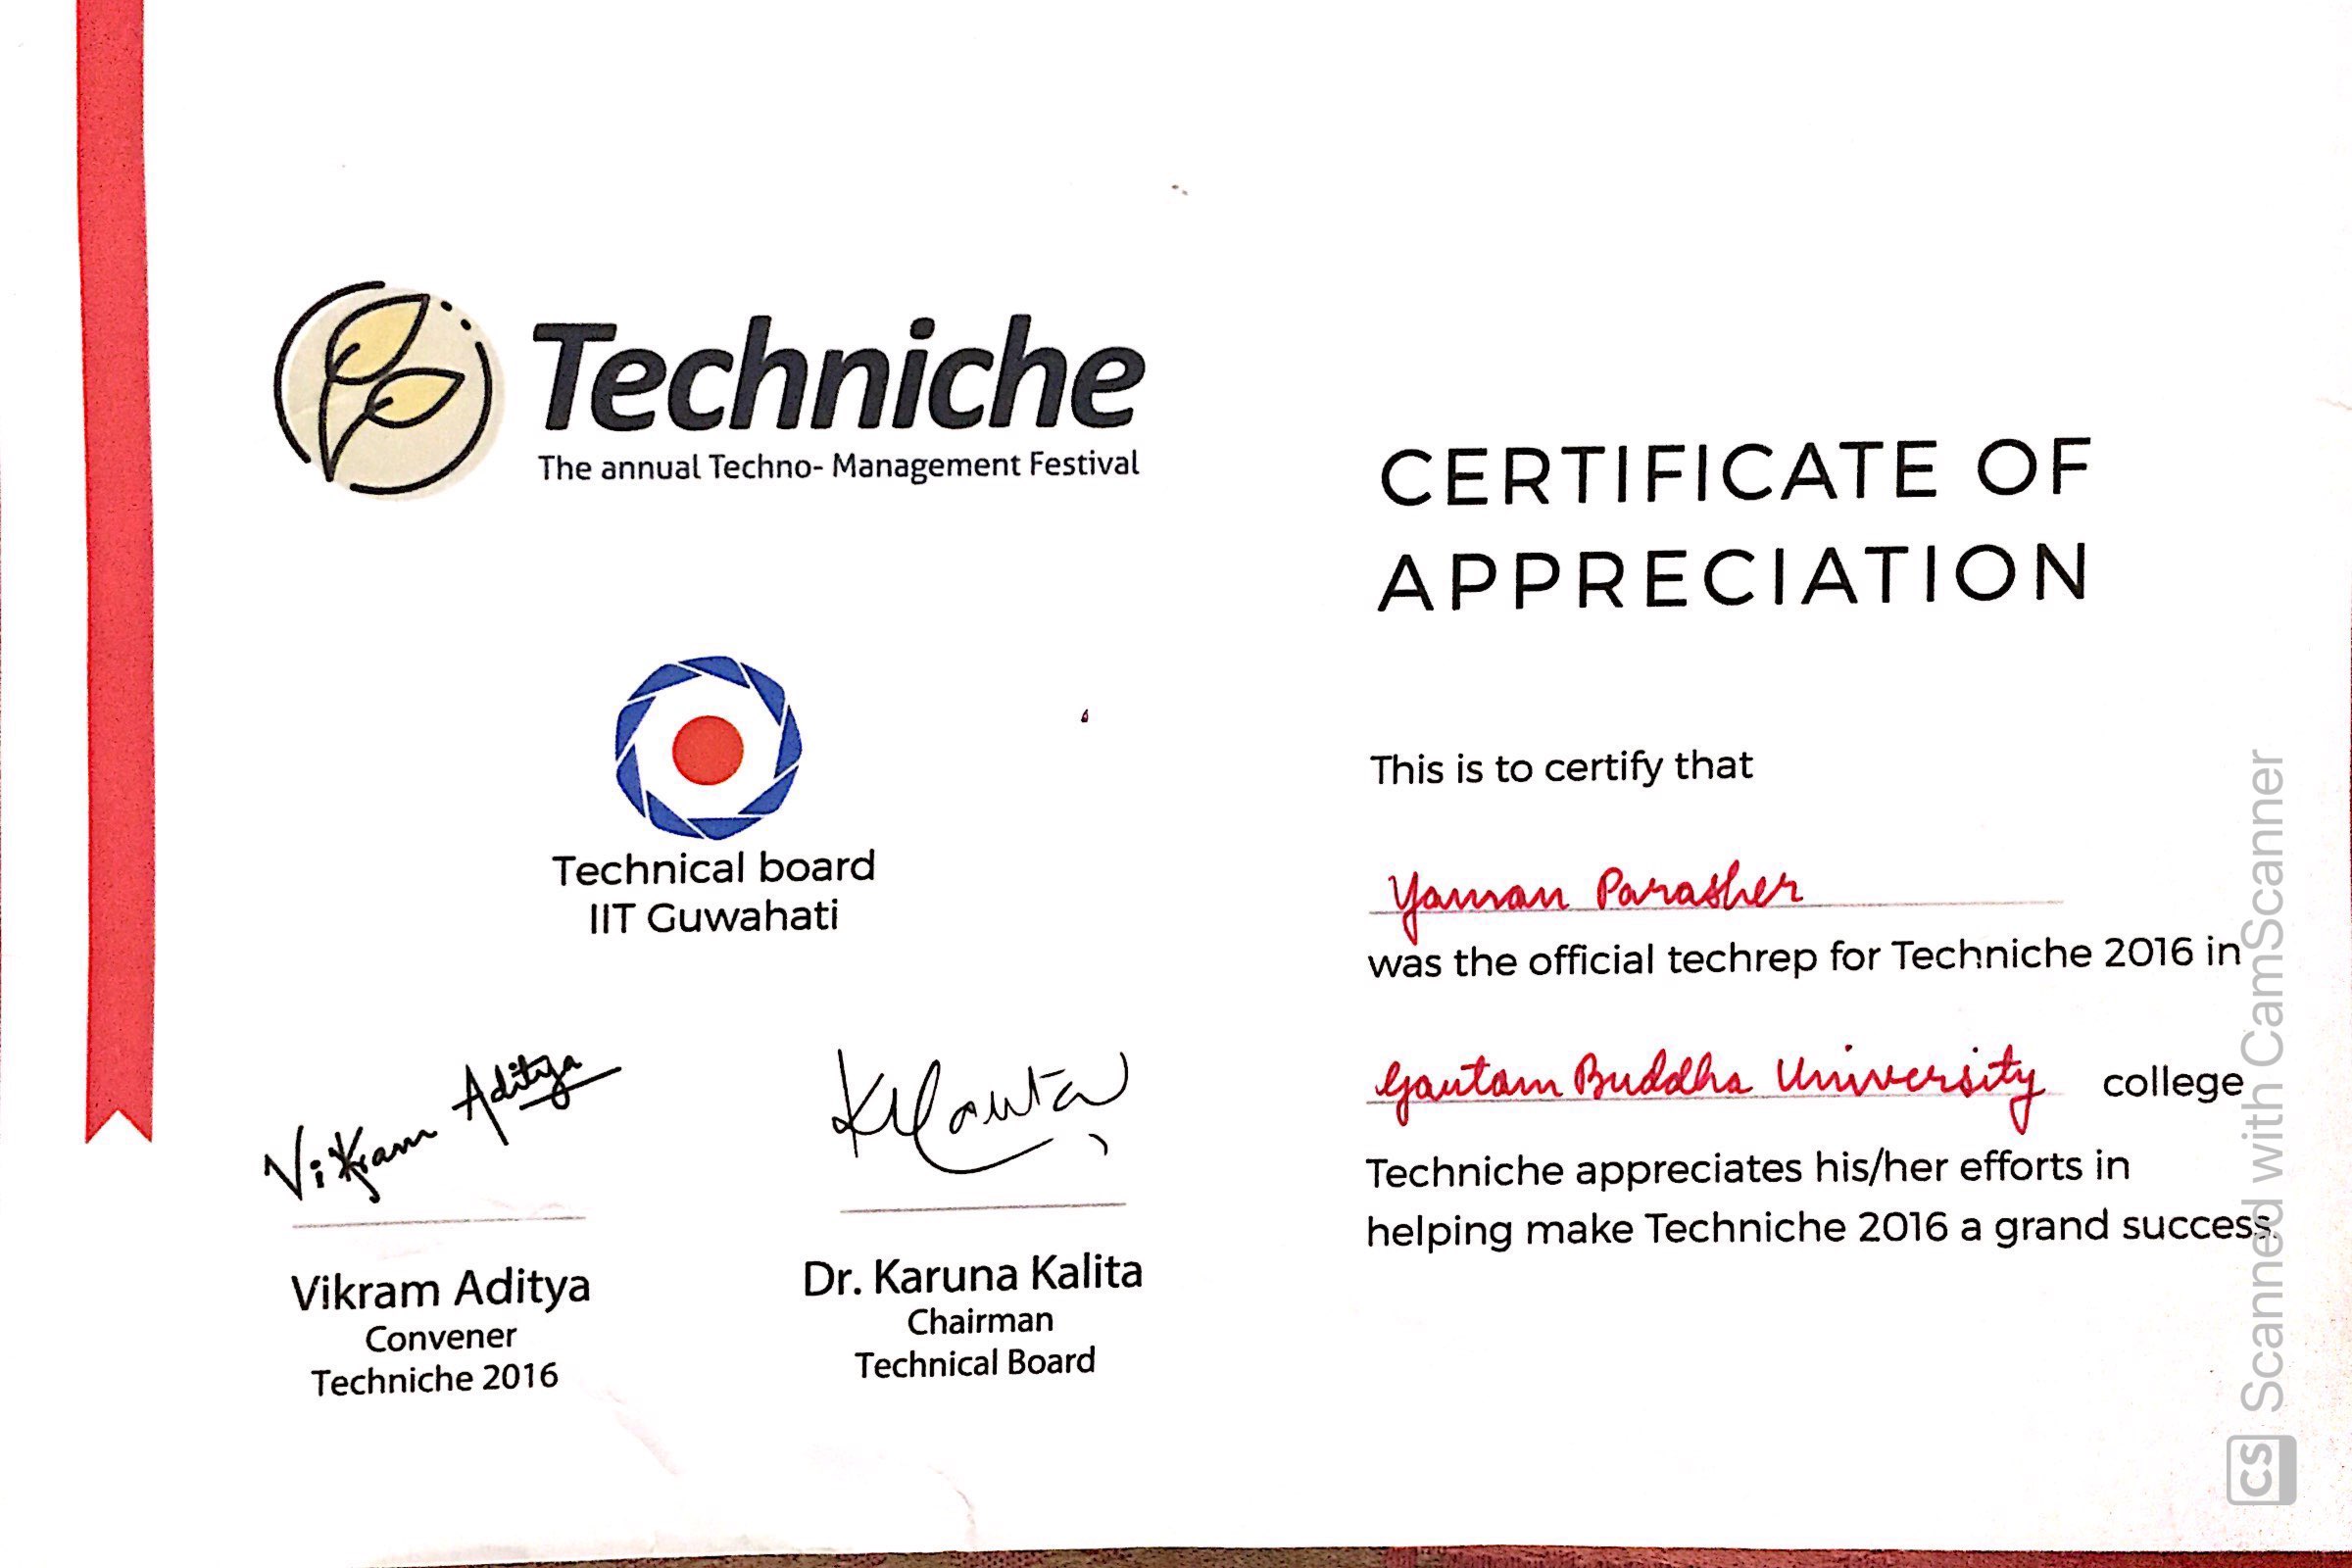 Techniche
The annual Techno- Management Festival
Technical board
IIT Guwahati
Vikram Aditya
Vikram Aditya
Convener
Techniche 2016
KKalita
Dr. Karuna Kalita
Chairman
Technical Board
CERTIFICATE OF
APPRECIATION
This is to certify that
Yaman Parasher
was the official techrep for Techniche 2016 in
Gautam Buddha University college
Techniche appreciates his/her efforts in
helping make Techniche 2016 a grand success.
CS Scanned with CamScanner